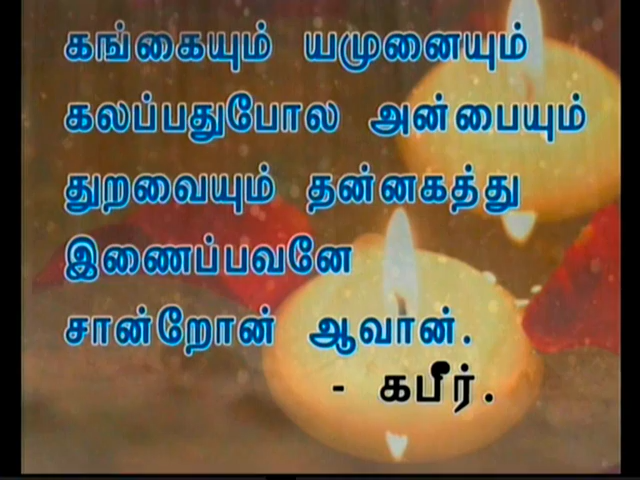 கங்கையும் யமுனையும்
கலப்பதுபோல அன்பையும்
துறவையும் தன்னகத்து
இணைப்பவனே
சான்றோன் ஆவான்.
- கபீர்.